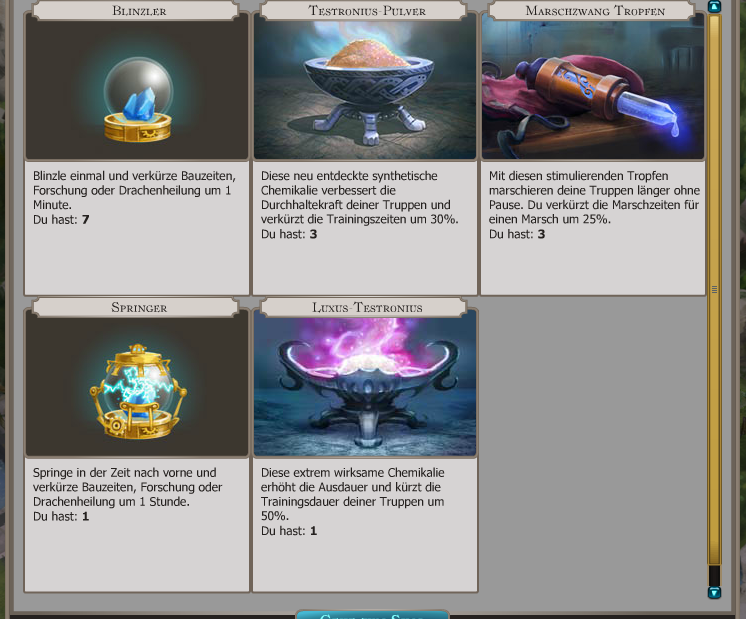 Blinzler
Blinzle einmal und verkürze Bauzeiten,
Forschung oder Drachenheilung um 1
Minute.
Du hast: 7
Testronius-Pulver
Diese neu entdeckte synthetische
Chemikalie verbessert die
Durchhaltekraft deiner Truppen und
verkürzt die Trainingszeiten um 30%.
Du hast: 3
Marschzwang Tropfen
Mit diesen stimulierenden Tropfen
marschieren deine Truppen länger ohne
Pause. Du verkürzt die Marschzeiten für
einen Marsch um 25%.
Du hast: 3
Springer
Springe in der Zeit nach vorne und
verkürze Bauzeiten, Forschung oder
Drachenheilung um 1 Stunde.
Du hast: 1
Luxus-Testronius
Diese extrem wirksame Chemikalie
erhöht die Ausdauer und kürzt die
Trainingsdauer deiner Truppen um
50%.
Du hast: 1